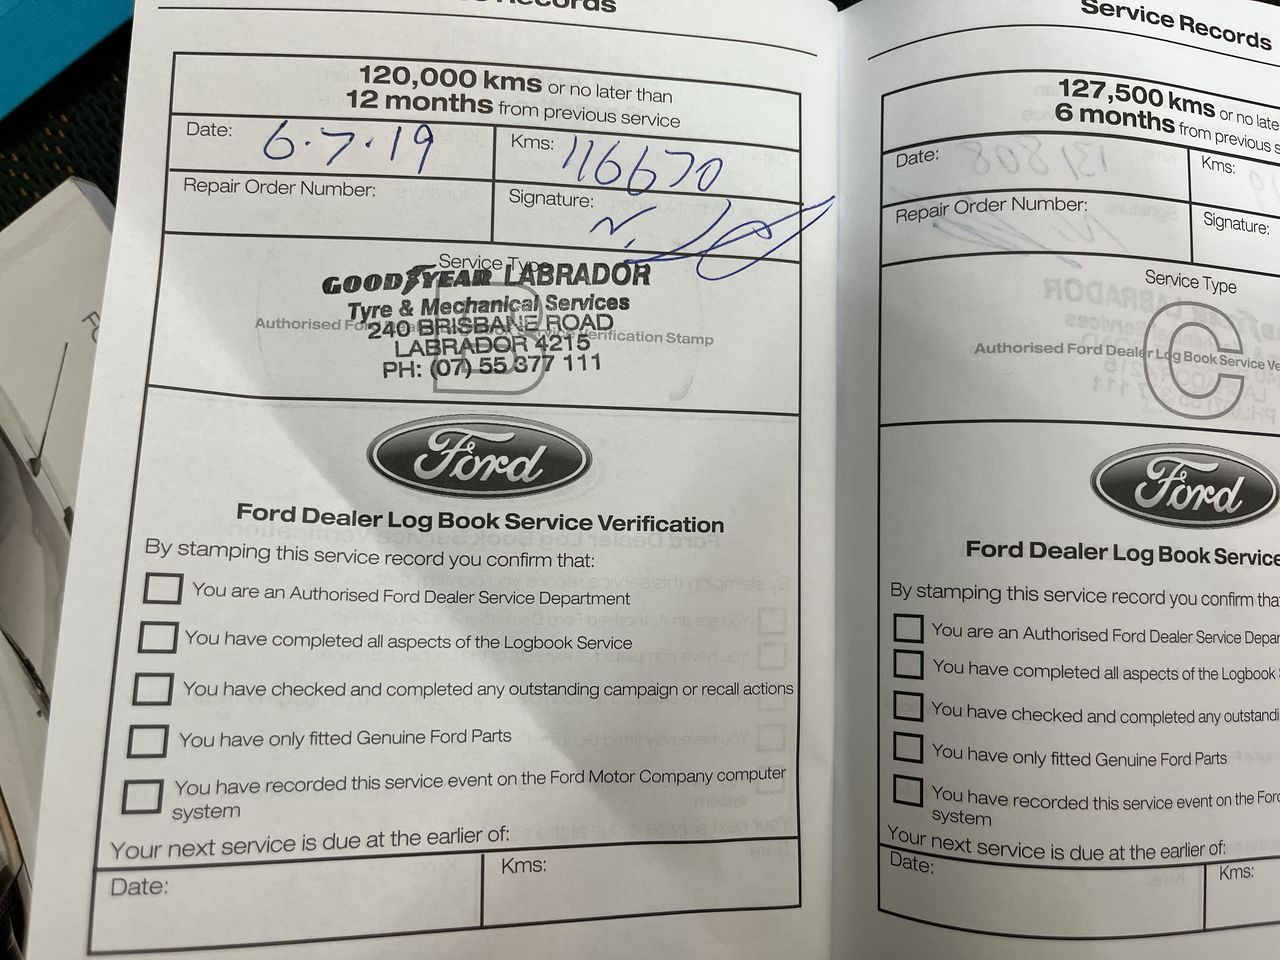 Records
120,000 kms or no later than
12 months from previous service
Date: 6.7.19
Kms: 116670
Repair Order Number:
Signature:
Service Type
GOODYEAR LABRADOR
Tyre & Mechanical Services
240 BRISBANE ROAD
Authorised Verification Stamp
LABRADOR 4215
PH: (07) 55 377 111
B
Ford
Ford Dealer Log Book Service Verification
By stamping this service record you confirm that:
You are an Authorised Ford Dealer Service Department
You have completed all aspects of the Logbook Service
You have checked and completed any outstanding campaign or recall actions
You have only fitted Genuine Ford Parts
You have recorded this service event on the Ford Motor Company computer
system
Your next service is due at the earlier of:
Date:
Kms:
Service Records
127,500 kms or no late
6 months from previous s
Date:
Kms:
Repair Order Number:
Signature:
Service Type
Authorised Ford Dealer Log Book Service Ve
C
Ford
Ford Dealer Log Book Service
By stamping this service record you confirm tha
You are an Authorised Ford Dealer Service Depar
You have completed all aspects of the Logbook
You have checked and completed any outstandi
You have only fitted Genuine Ford Parts
You have recorded this service event on the Ford
system
Your next service is due at the earlier of:
Date:
Kms: